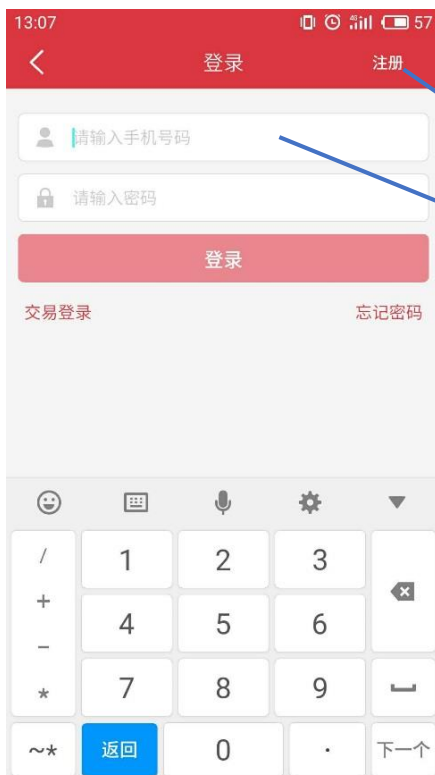 13:07 4G 57
登录 注册
请输入手机号码
请输入密码
登录
交易登录 忘记密码
/ 1 2 3
+
4 5 6
-
* 7 8 9
~* 返回 0 . 下一个